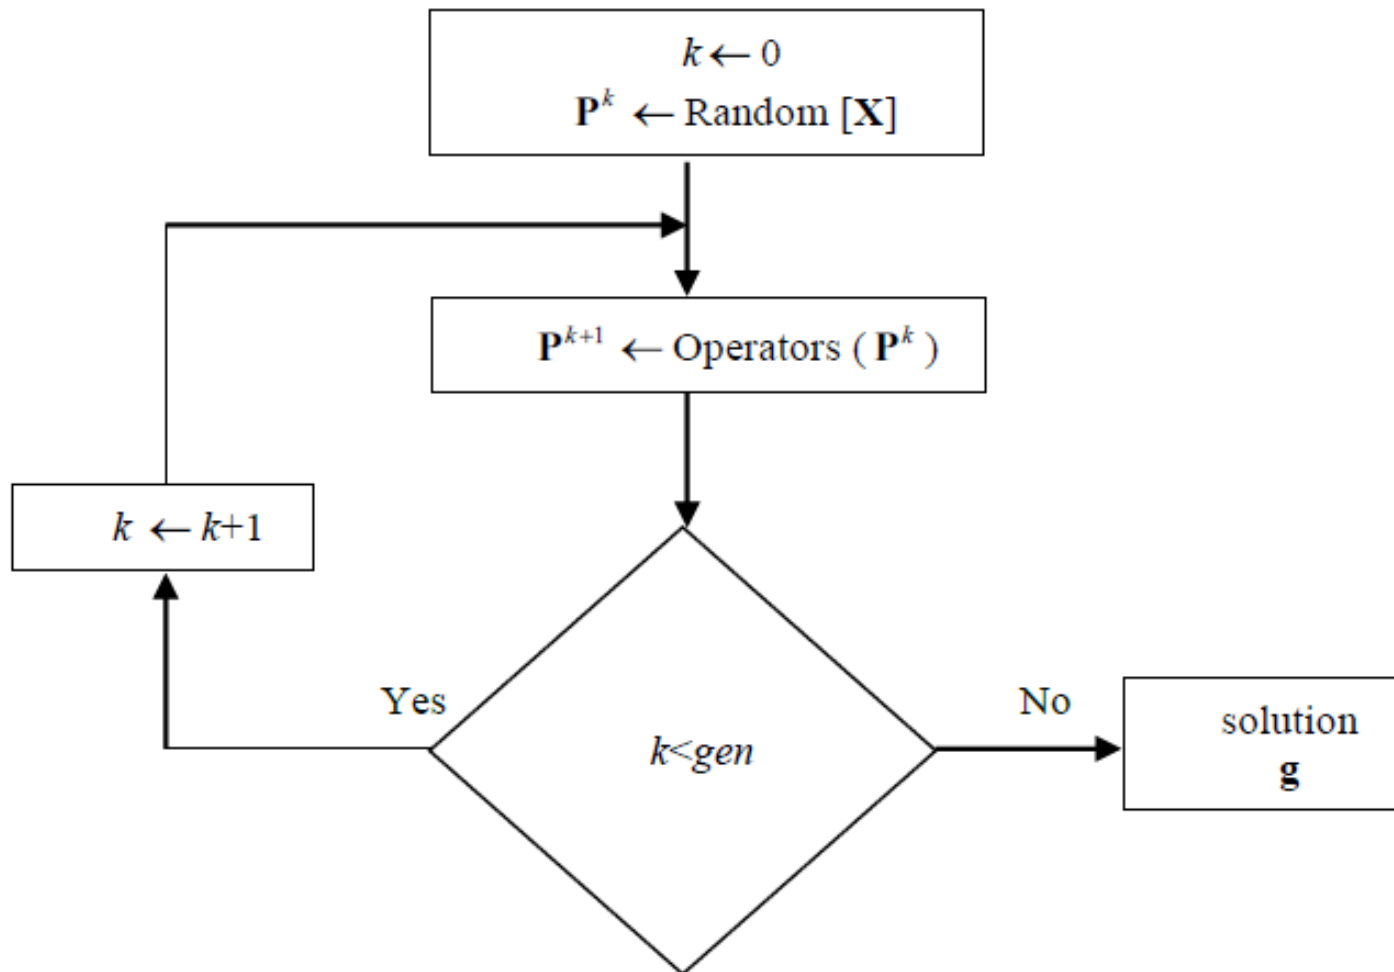 k ← 0
P^k ← Random [X]
P^{k+1} ← Operators ( P^k )
k ← k+1
Yes
No
k<gen
solution
g